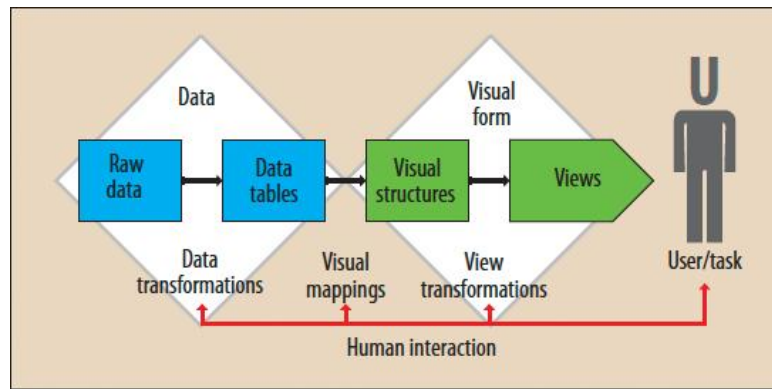 Data
Visual
form
Raw
data
Data
tables
Visual
structures
Views
Data
transformations
Visual
mappings
View
transformations
User/task
Human interaction